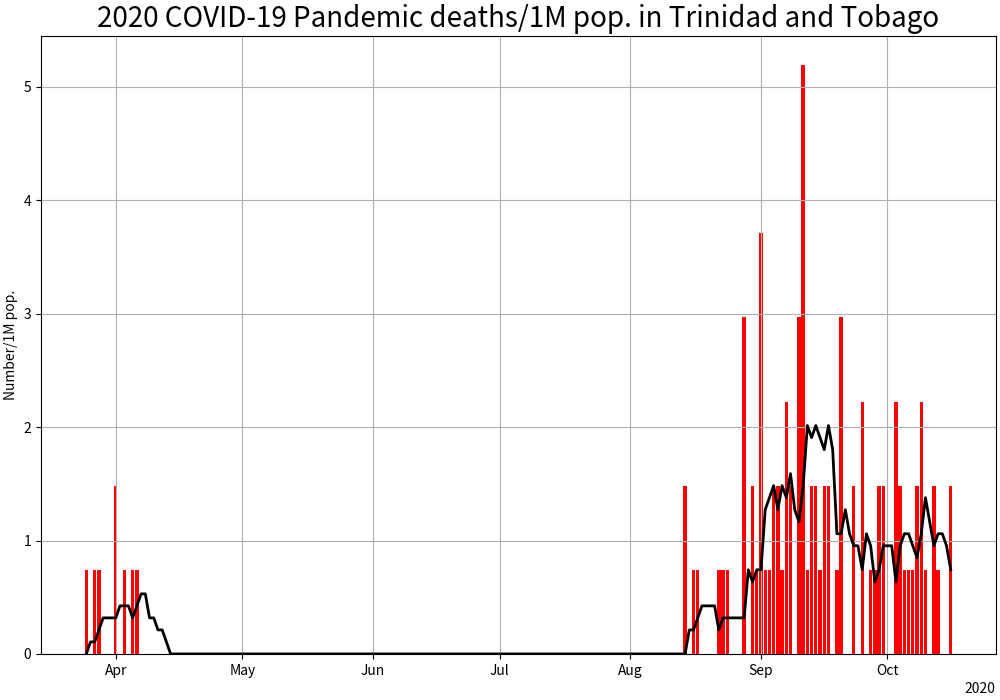 2020 COVID-19 Pandemic deaths/1M pop. in Trinidad and Tobago
Number/1M pop.
5
4
3
2
1
0
Apr May Jun Jul Aug Sep Oct
2020